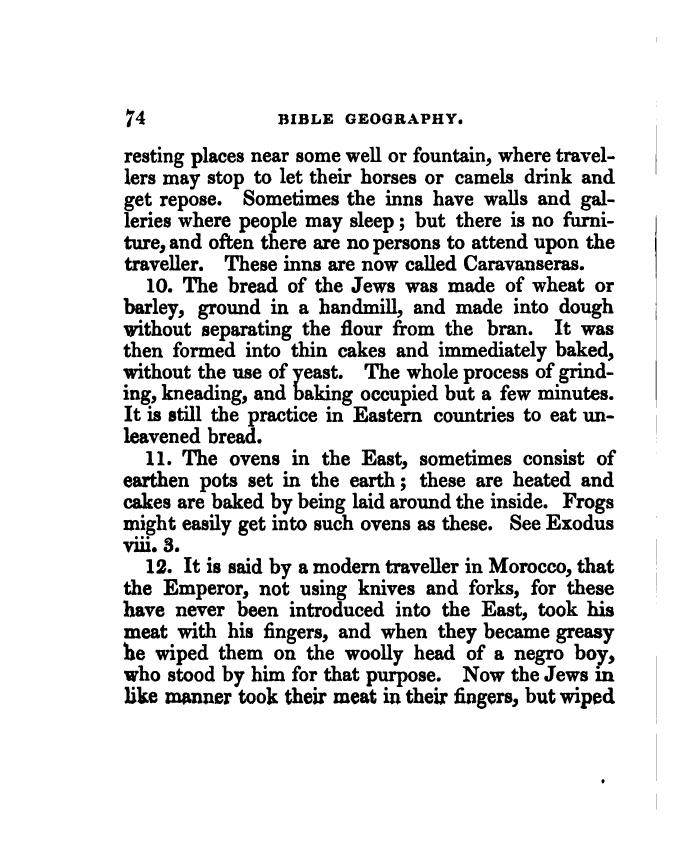 74 BIBLE GEOGRAPHY.
resting places near some well or fountain, where travel-
lers may stop to let their horses or camels drink and
get repose. Sometimes the inns have walls and gal-
leries where people may sleep; but there is no furni-
ture, and often there are no persons to attend upon the
traveller. These inns are now called Caravanseras.
10. The bread of the Jews was made of wheat or
barley, ground in a handmill, and made into dough
without separating the flour from the bran. It was
then formed into thin cakes and immediately baked,
without the use of yeast. The whole process of grind-
ing, kneading, and baking occupied but a few minutes.
It is still the practice in Eastern countries to eat un-
leavened bread.
11. The ovens in the East, sometimes consist of
earthen pots set in the earth; these are heated and
cakes are baked by being laid around the inside. Frogs
might easily get into such ovens as these. See Exodus
viii. 3.
12. It is said by a modern traveller in Morocco, that
the Emperor, not using knives and forks, for these
have never been introduced into the East, took his
meat with his fingers, and when they became greasy
he wiped them on the woolly head of a negro boy,
who stood by him for that purpose. Now the Jews in
like manner took their meat in their fingers, but wiped